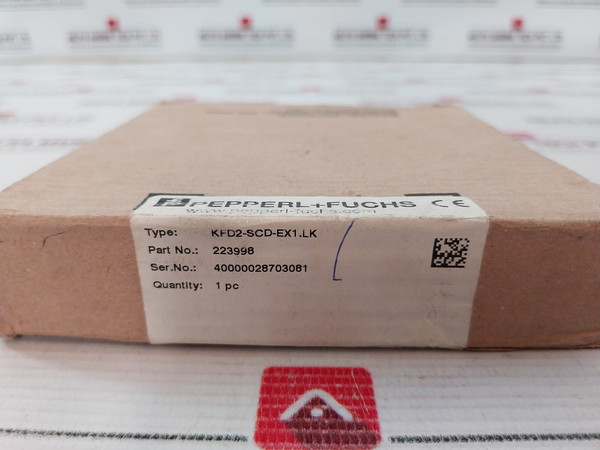 PEPPERL+FUCHS CE
www.pepperl-fuchs.com
Type: KFD2-SCD-EX1.LK
Part No.: 223998
Ser.No.: 40000028703081
Quantity: 1 pc